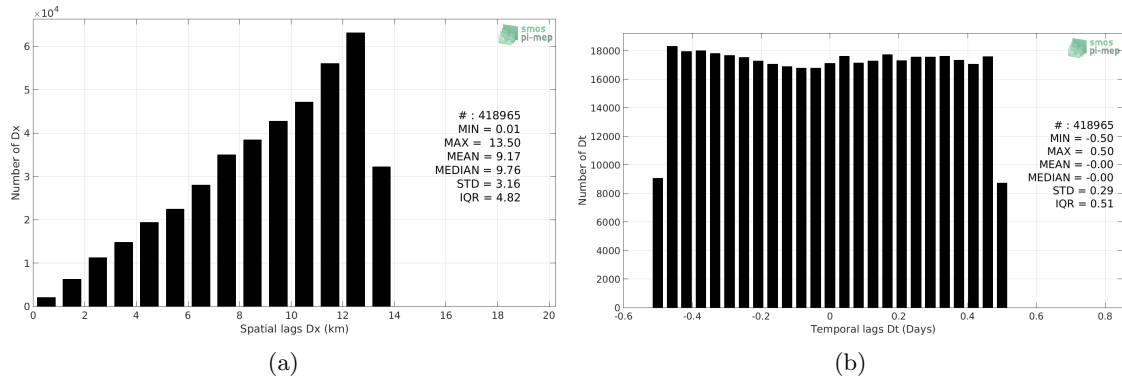 ×10⁴
6
5
4
3
2
1
0
0 2 4 6 8 10 12 14 16 18 20
Number of Dx
Spatial lags Dx (km)
smos
pi-mep
# : 418965
MIN = 0.01
MAX = 13.50
MEAN = 9.17
MEDIAN = 9.76
STD = 3.16
IQR = 4.82
(a)
18000
16000
14000
12000
10000
8000
6000
4000
2000
0
-0.6 -0.4 -0.2 0 0.2 0.4 0.6 0.8
Number of Dt
Temporal lags Dt (Days)
smos
pi-mep
# : 418965
MIN = -0.50
MAX = 0.50
MEAN = -0.00
MEDIAN = -0.00
STD = 0.29
IQR = 0.51
(b)